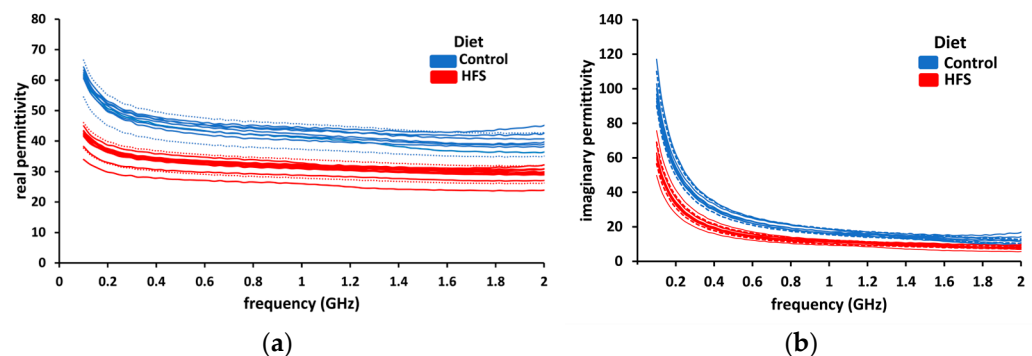 80
70
60
50
40
30
20
10
0
real permittivity
Diet
Control
HFS
0 0.2 0.4 0.6 0.8 1 1.2 1.4 1.6 1.8 2
frequency (GHz)
(a)
140
120
100
80
60
40
20
0
imaginary permittivity
Diet
Control
HFS
0.2 0.4 0.6 0.8 1 1.2 1.4 1.6 1.8 2
frequency (GHz)
(b)